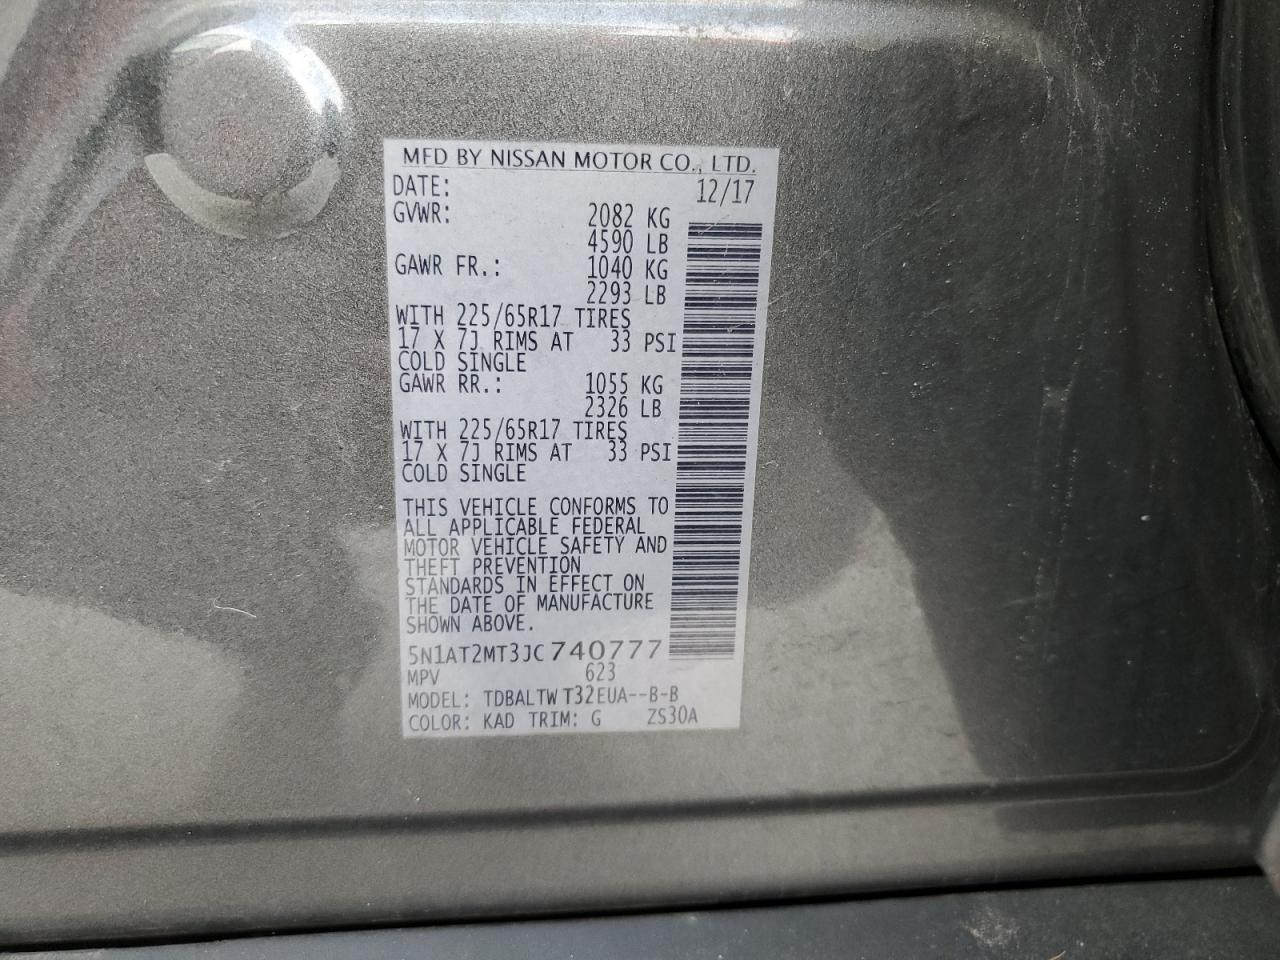 MFD BY NISSAN MOTOR CO., LTD.
DATE: 12/17
GVWR: 2082 KG
4590 LB
GAWR FR.: 1040 KG
2293 LB
WITH 225/65R17 TIRES
17 X 7J RIMS AT 33 PSI
COLD SINGLE
GAWR RR.: 1055 KG
2326 LB
WITH 225/65R17 TIRES
17 X 7J RIMS AT 33 PSI
COLD SINGLE
THIS VEHICLE CONFORMS TO
ALL APPLICABLE FEDERAL
MOTOR VEHICLE SAFETY AND
THEFT PREVENTION
STANDARDS IN EFFECT ON
THE DATE OF MANUFACTURE
SHOWN ABOVE.
5N1AT2MT3JC740777
MPV 623
MODEL: TDBALTW T32EUA--B-B
COLOR: KAD TRIM: G ZS30A